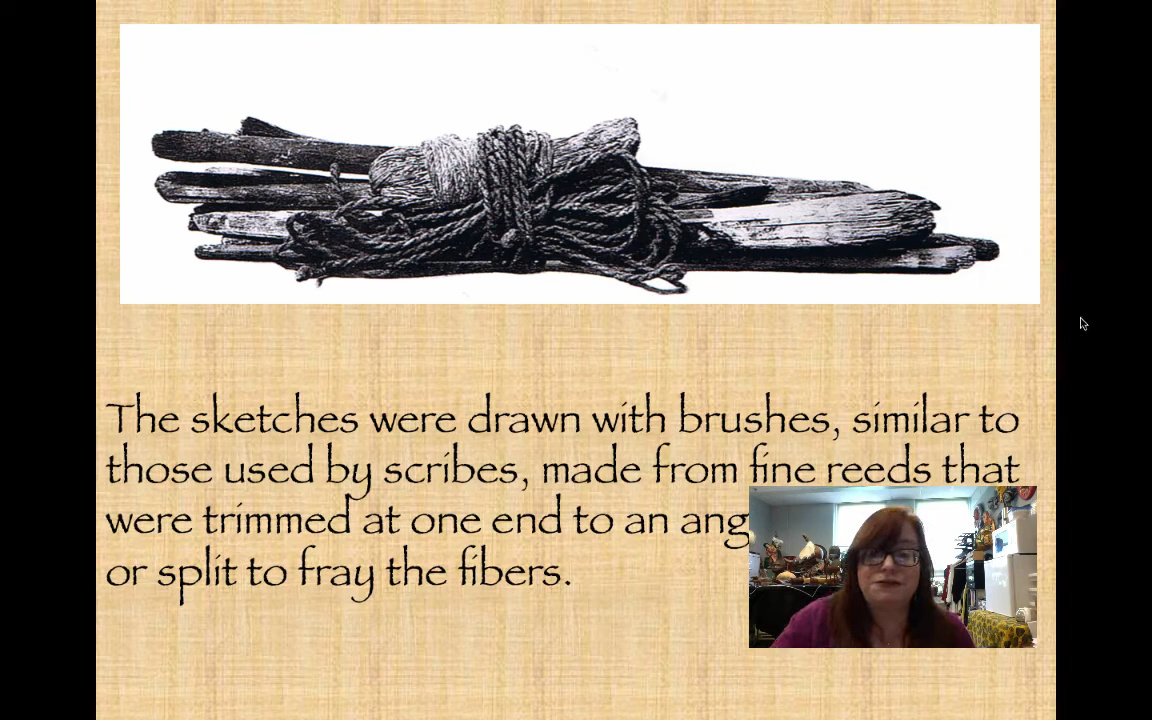 The sketches were drawn with brushes, similar to
those used by scribes, made from fine reeds that
were trimmed at one end to an
or split to fray the fibers.